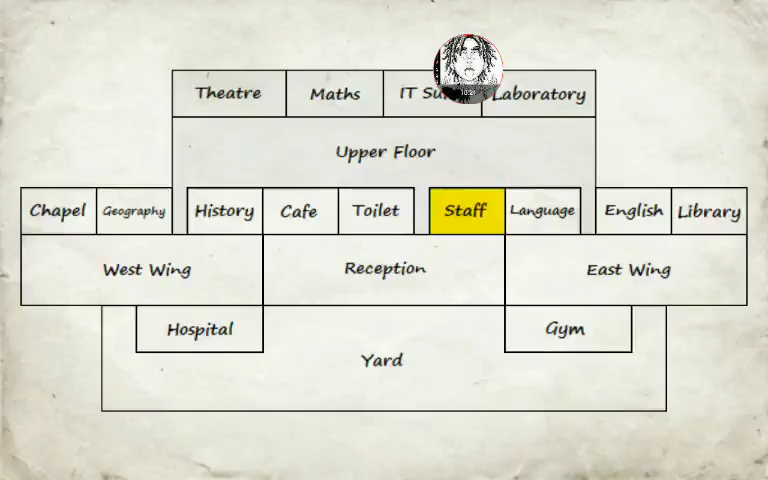 Theatre
Maths
IT
Laboratory
Upper Floor
Chapel
Geography
History
Cafe
Toilet
Staff
Language
English
Library
West Wing
Reception
East Wing
Hospital
Gym
Yard